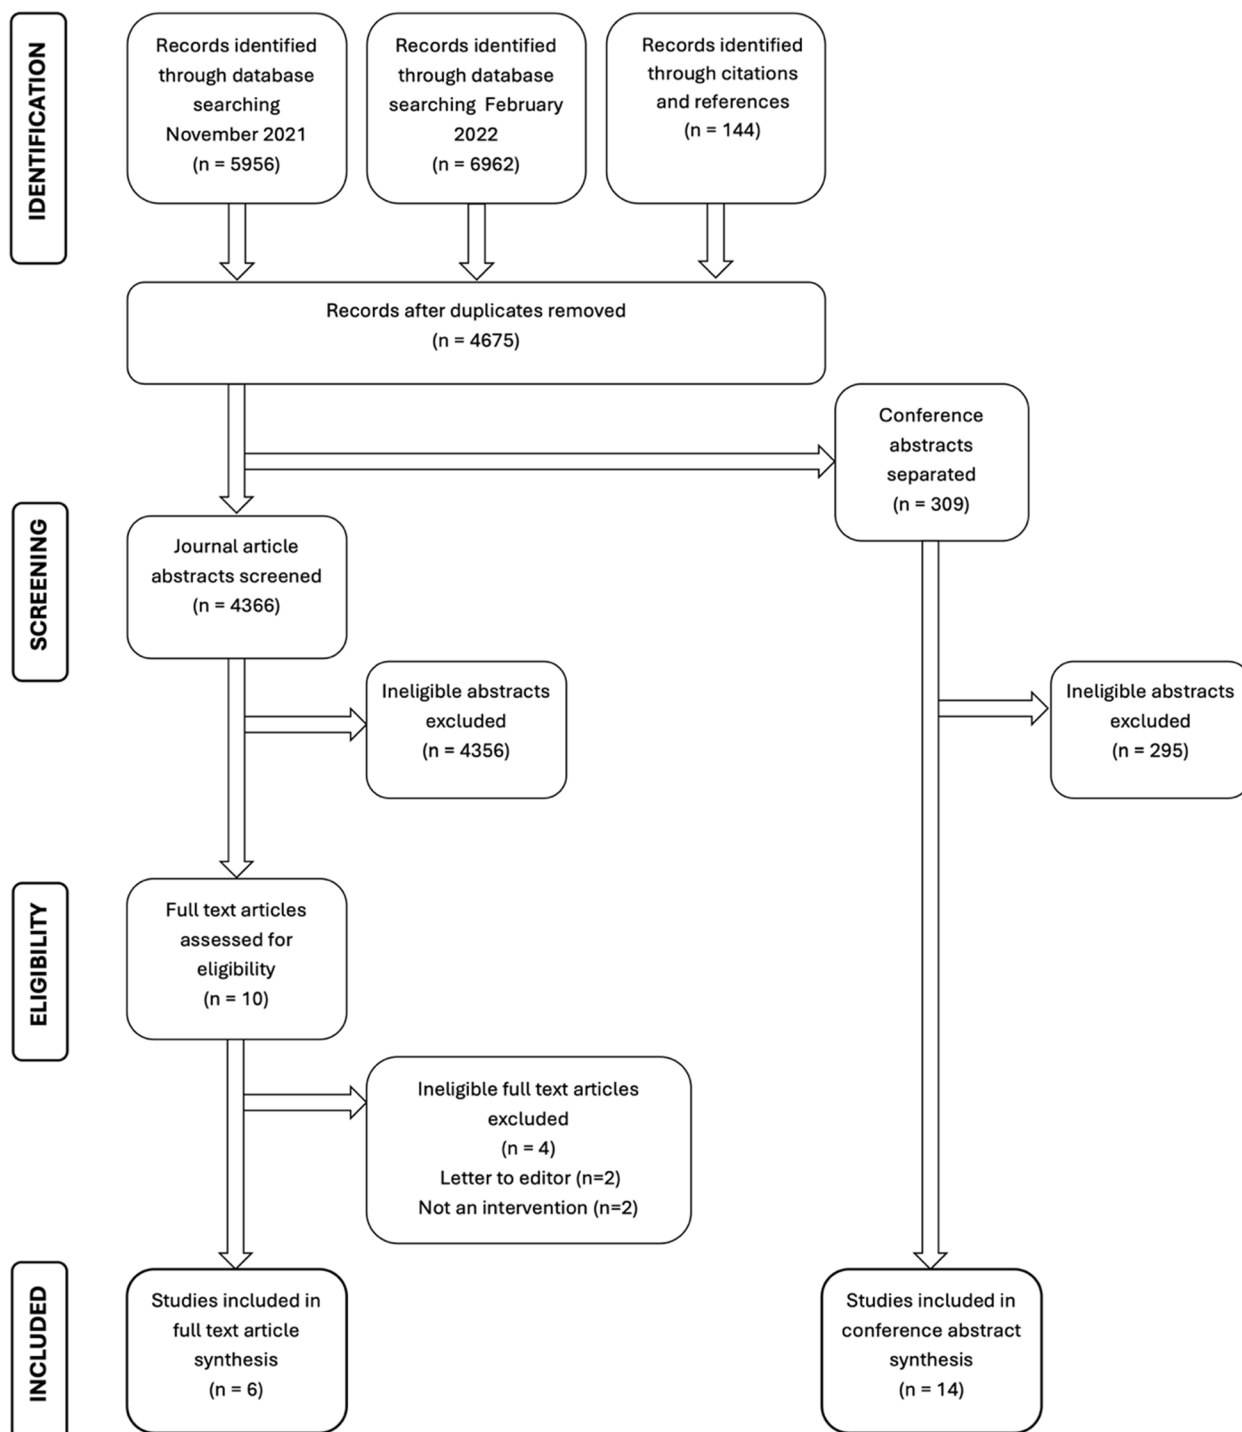 IDENTIFICATION
Records identified
through database
searching
November 2021
(n = 5956)
Records identified
through database
searching February
2022
(n = 6962)
Records identified
through citations
and references
(n = 144)
Records after duplicates removed
(n = 4675)
Conference
abstracts
separated
(n = 309)
SCREENING
Journal article
abstracts screened
(n = 4366)
Ineligible abstracts
excluded
(n = 4356)
Ineligible abstracts
excluded
(n = 295)
ELIGIBILITY
Full text articles
assessed for
eligibility
(n = 10)
Ineligible full text articles
excluded
(n = 4)
Letter to editor (n=2)
Not an intervention (n=2)
INCLUDED
Studies included in
full text article
synthesis
(n = 6)
Studies included in
conference abstract
synthesis
(n = 14)